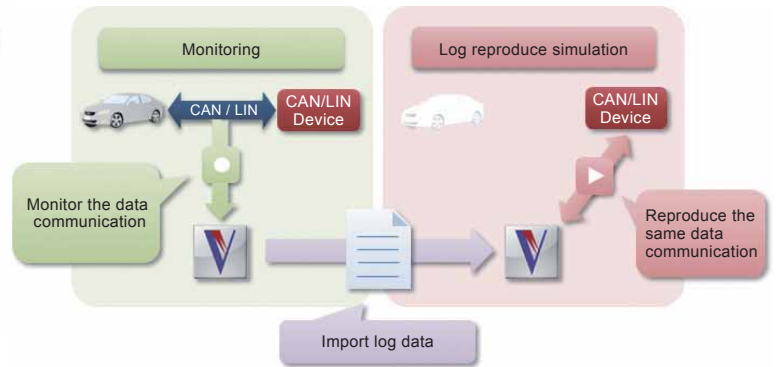 Monitoring
Log reproduce simulation
CAN / LIN
CAN/LIN
Device
CAN/LIN
Device
Monitor the data
communication
Reproduce the
same data
communication
Import log data